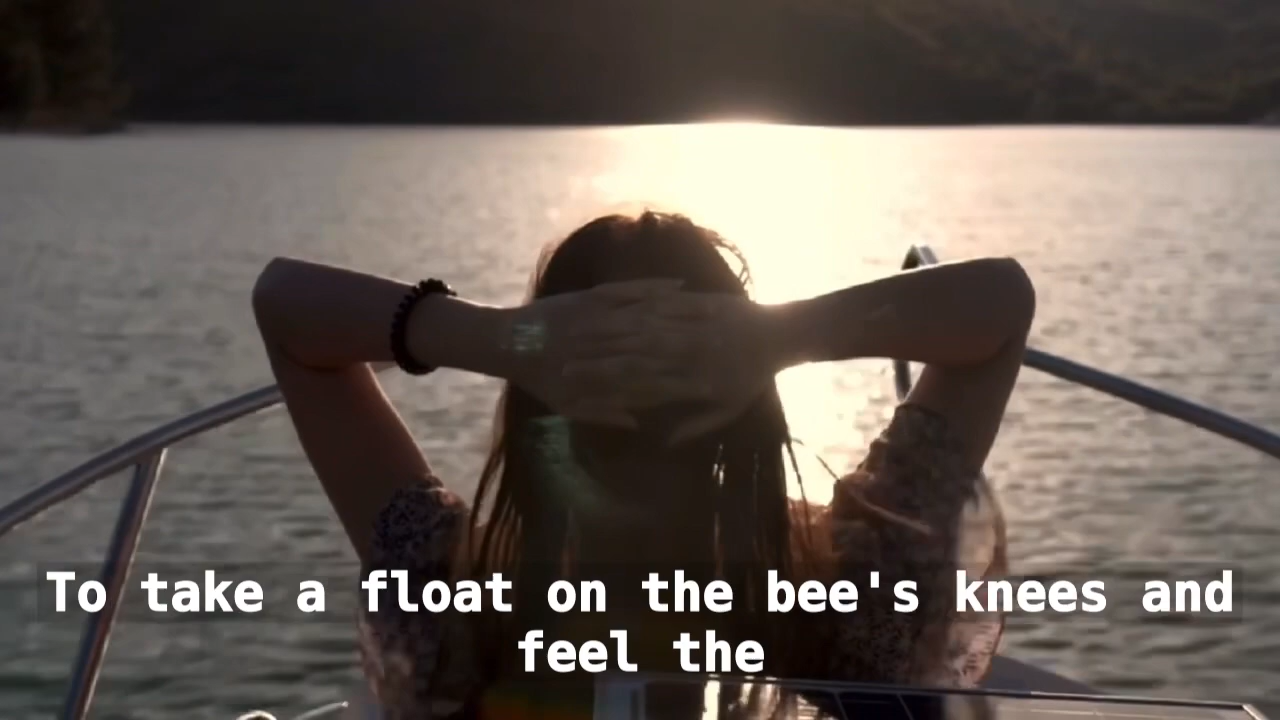 To take a float on the bee's knees and
feel the